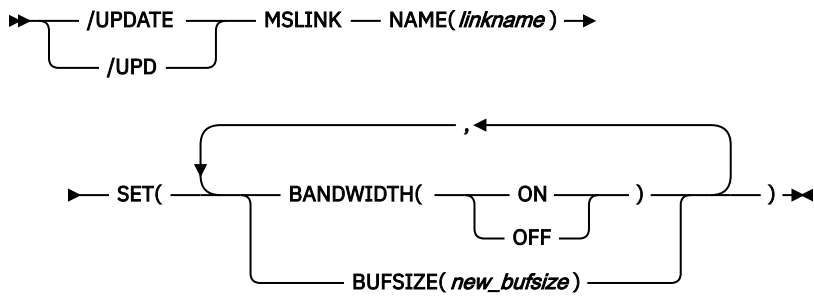 /UPDATE MSLINK NAME(linkname)
/UPD
,
SET( BANDWIDTH( ON ) )
OFF
BUFSIZE(new_bufsize)